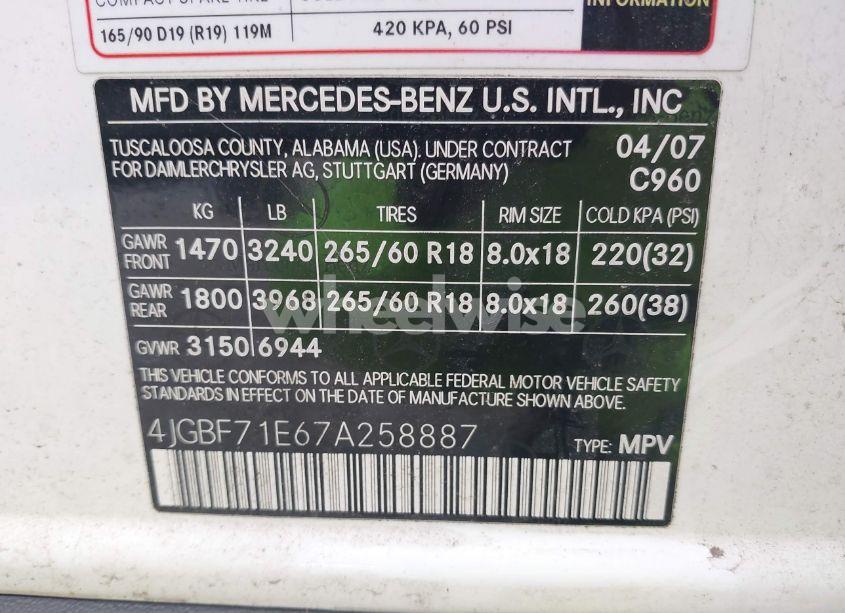 165/90 D19 (R19) 119M 420 KPA, 60 PSI
INFORMATION
MFD BY MERCEDES-BENZ U.S. INTL., INC
TUSCALOOSA COUNTY, ALABAMA (USA). UNDER CONTRACT 04/07
FOR DAIMLERCHRYSLER AG, STUTTGART (GERMANY) C960
KG LB TIRES RIM SIZE COLD KPA (PSI)
GAWR FRONT 1470 3240 265/60 R18 8.0x18 220(32)
GAWR REAR 1800 3968 265/60 R18 8.0x18 260(38)
wheelwise
GVWR 3150 6944
THIS VEHICLE CONFORMS TO ALL APPLICABLE FEDERAL MOTOR VEHICLE SAFETY
STANDARDS IN EFFECT ON THE DATE OF MANUFACTURE SHOWN ABOVE.
4JGBF71E67A258887 TYPE: MPV